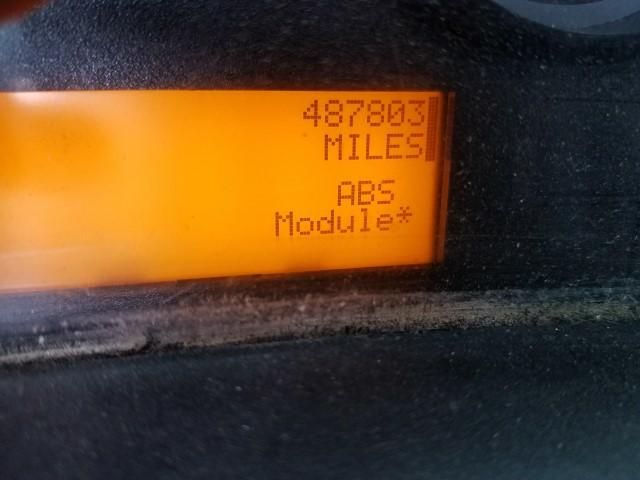 487803
MILES
ABS
Module*